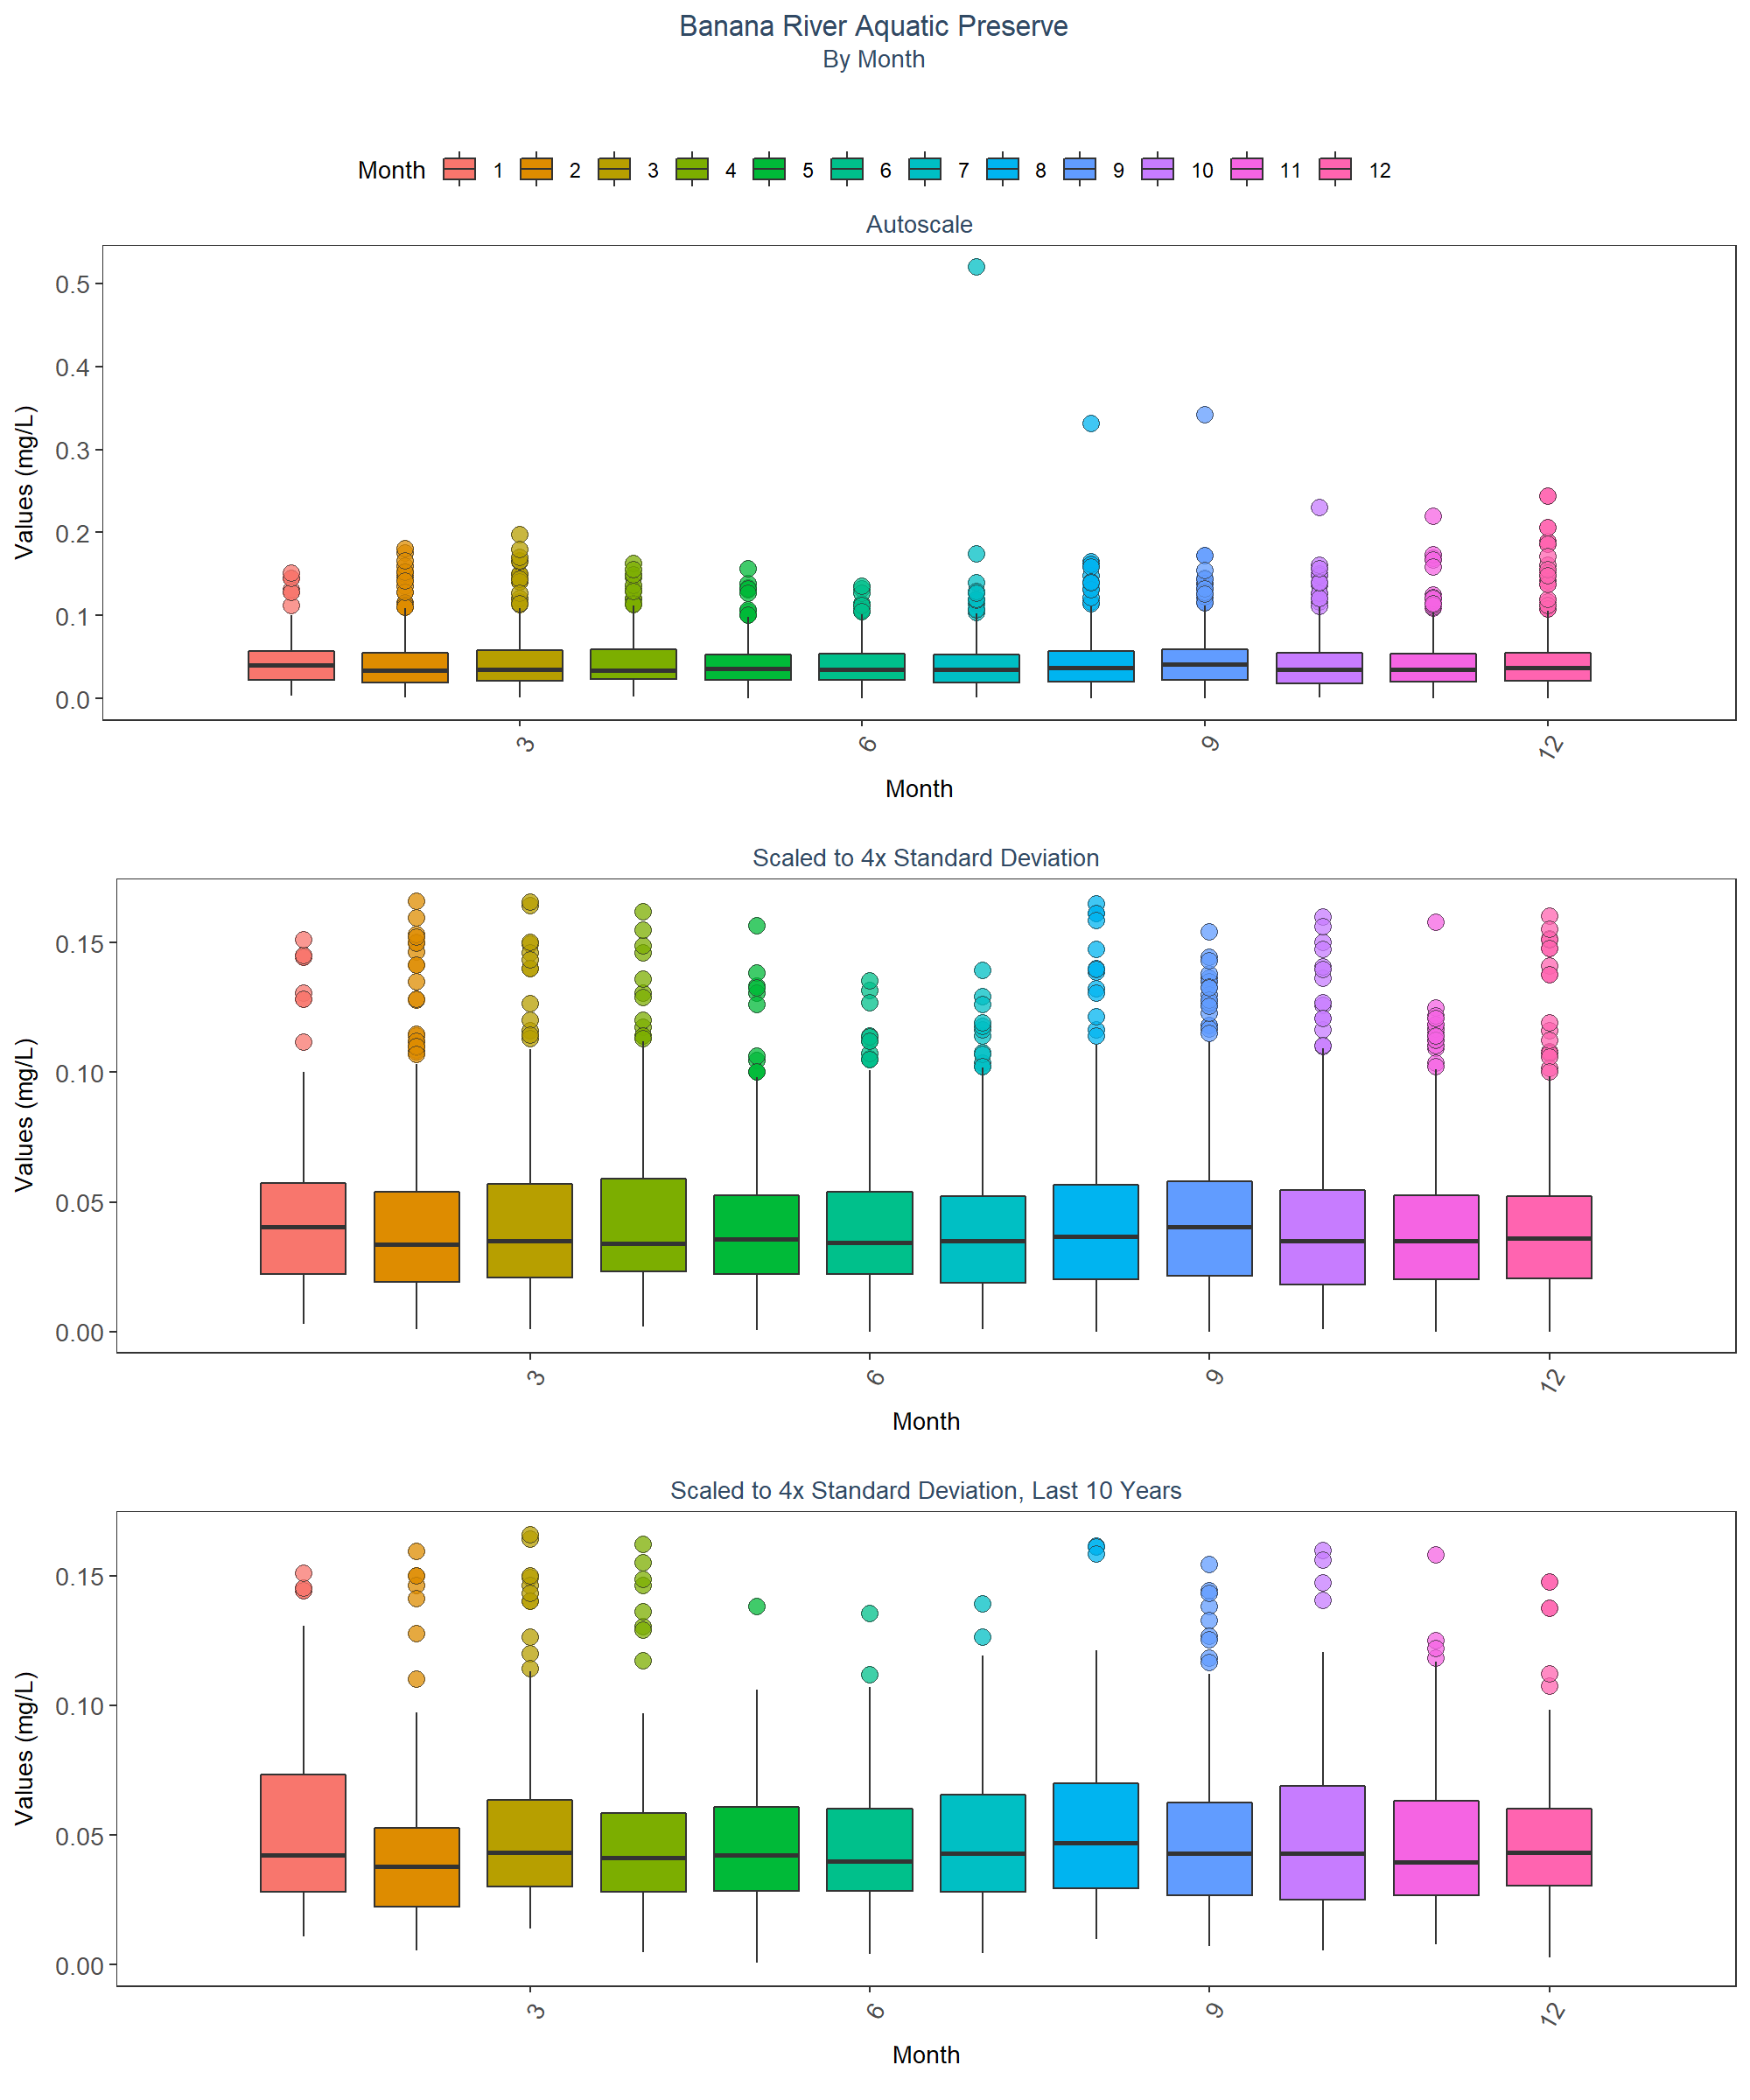 Banana River Aquatic Preserve
By Month
Month 1 2 3 4 5 6 7 8 9 10 11 12
Autoscale
Values (mg/L)
0.5
0.4
0.3
0.2
0.1
0.0
3 6 9 12
Month
Scaled to 4x Standard Deviation
Values (mg/L)
0.15
0.10
0.05
0.00
3 6 9 12
Month
Scaled to 4x Standard Deviation, Last 10 Years
Values (mg/L)
0.15
0.10
0.05
0.00
3 6 9 12
Month